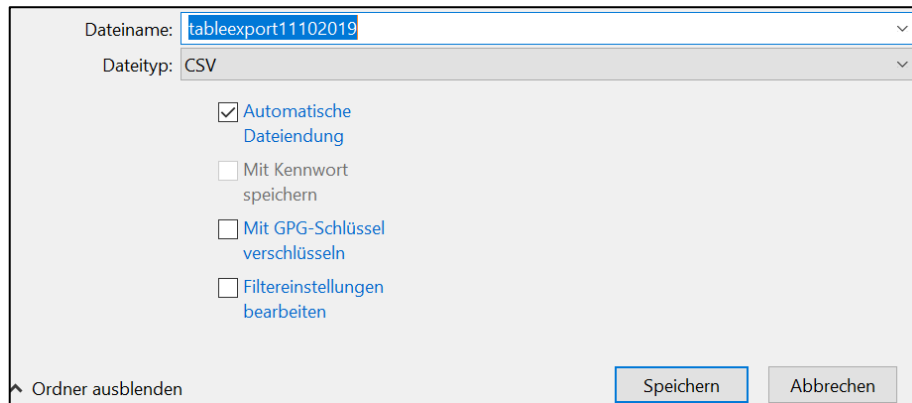 Dateiname: tableexport11102019
Dateityp: CSV
Automatische
Dateiendung
Mit Kennwort
speichern
Mit GPG-Schlüssel
verschlüsseln
Filtereinstellungen
bearbeiten
Ordner ausblenden Speichern Abbrechen